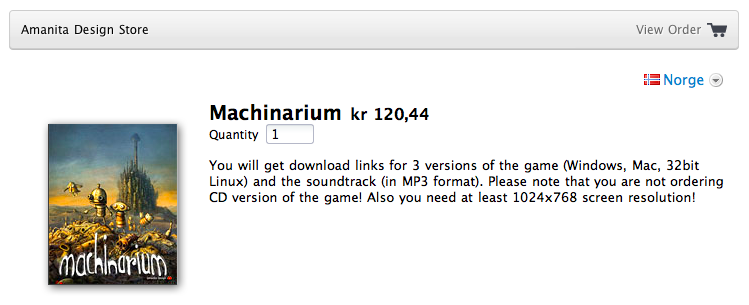 Amanita Design Store
View Order
Norge
Machinarium kr 120,44
Quantity 1
You will get download links for 3 versions of the game (Windows, Mac, 32bit
Linux) and the soundtrack (in MP3 format). Please note that you are not ordering
CD version of the game! Also you need at least 1024x768 screen resolution!
machinarium